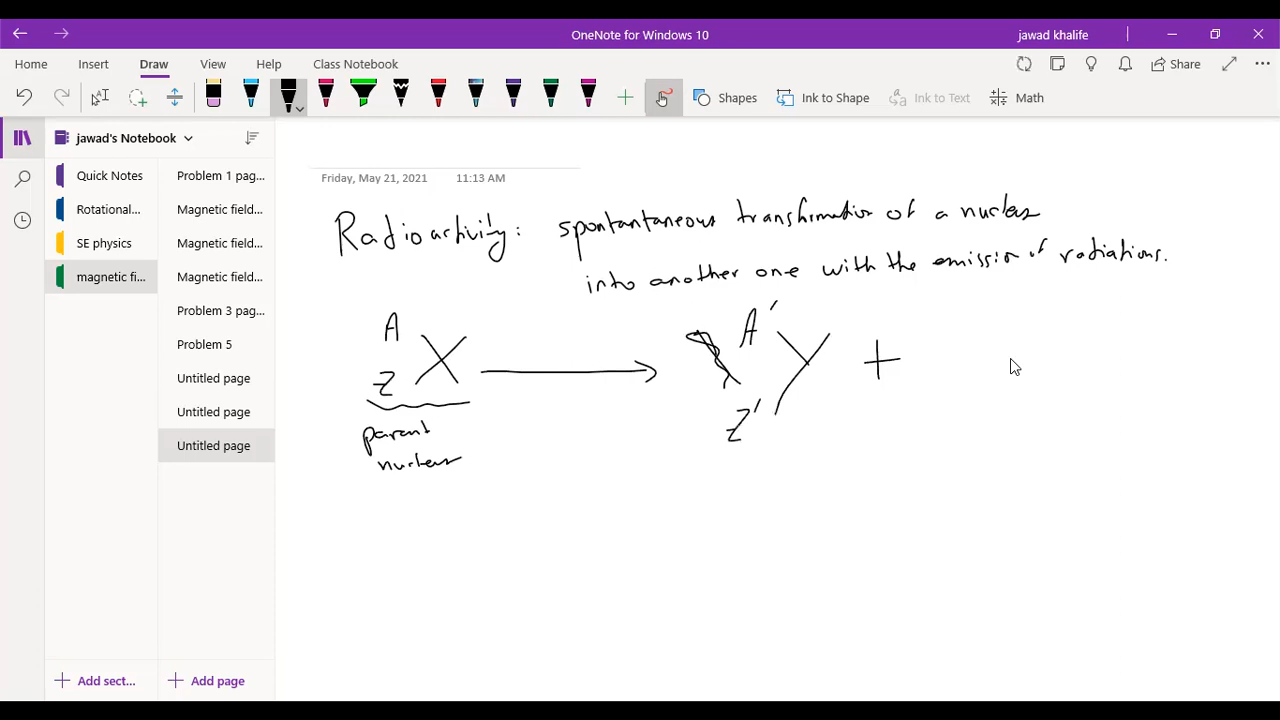 OneNote for Windows 10
jawad khalife
Home Insert Draw View Help Class Notebook
Share
Shapes Ink to Shape Ink to Text Math
jawad's Notebook
Quick Notes
Rotational...
SE physics
magnetic fi...
Problem 1 pag...
Magnetic field...
Magnetic field...
Magnetic field...
Problem 3 pag...
Problem 5
Untitled page
Untitled page
Untitled page
Add sect...
Add page
Friday, May 21, 2021 11:13 AM
Radioactivity: spontaneous transformation of a nucleus
into another one with the emission of radiations.
A X Z → A' Y Z' +
parent
nucleus